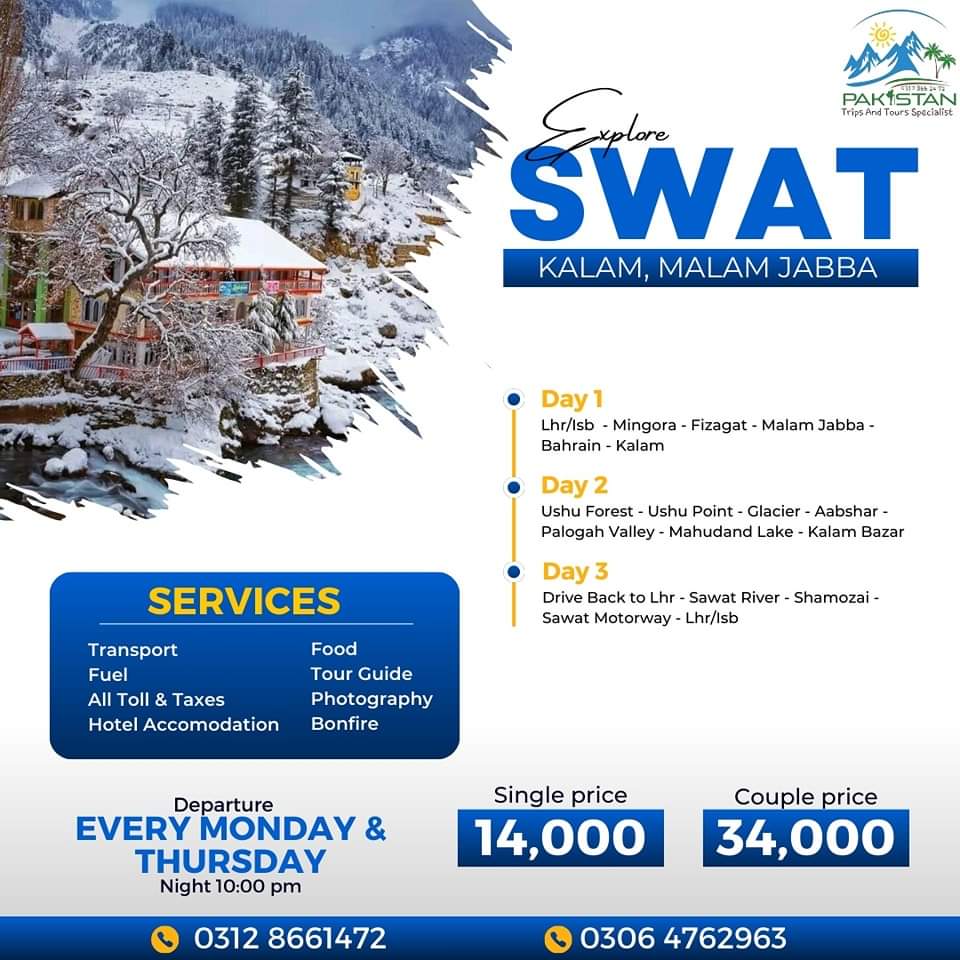 PAKISTAN
Trips And Tours Specialist
Explore
SWAT
KALAM, MALAM JABBA
Day 1
Lhr/Isb - Mingora - Fizagat - Malam Jabba -
Bahrain - Kalam
Day 2
Ushu Forest - Ushu Point - Glacier - Aabshar -
Palogah Valley - Mahudand Lake - Kalam Bazar
Day 3
Drive Back to Lhr - Sawat River - Shamozai -
Sawat Motorway - Lhr/Isb
SERVICES
Transport
Fuel
All Toll & Taxes
Hotel Accomodation
Food
Tour Guide
Photography
Bonfire
Departure
EVERY MONDAY &
THURSDAY
Night 10:00 pm
Single price
14,000
Couple price
34,000
0312 8661472
0306 4762963